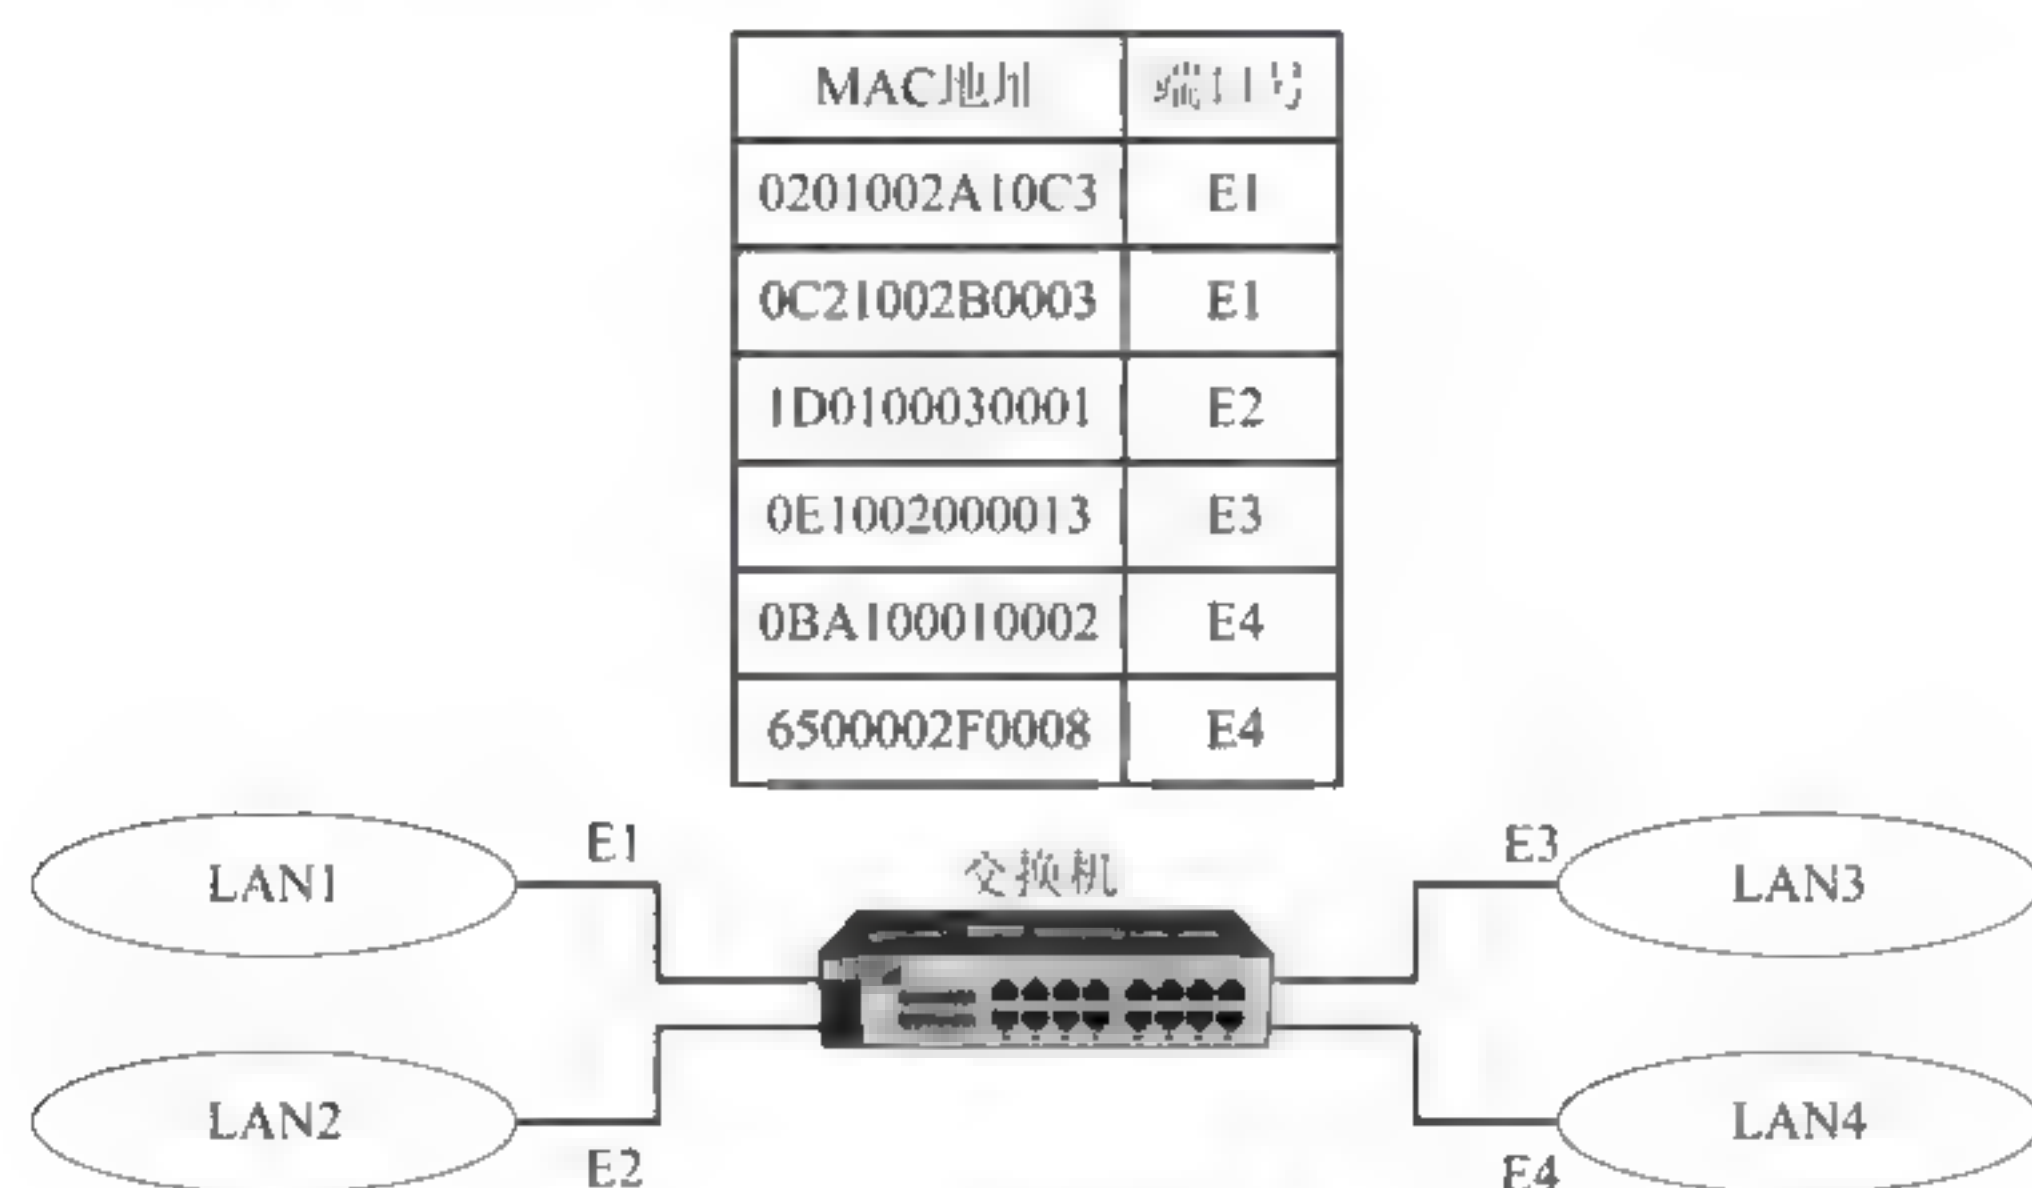 MAC地址 端口号
0201002A10C3 E1
0C21002B0003 E1
1D0100030001 E2
0E1002000013 E3
0BA100010002 E4
6500002F0008 E4
E1 E3
交换机
LAN1 LAN3
LAN2 LAN4
E2 E4